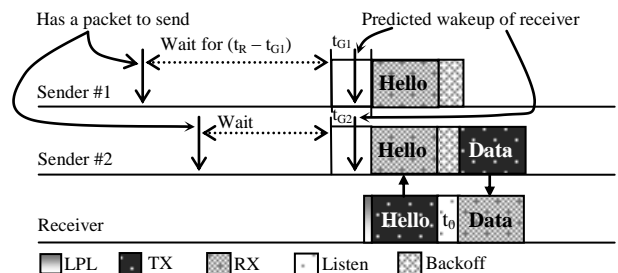 Has a packet to send
Predicted wakeup of receiver
Wait for (tR – tG1)
tG1
Hello
Sender #1
Wait
tG2
Hello
Data
Sender #2
Hello
t0
Data
Receiver
LPL
TX
RX
Listen
Backoff